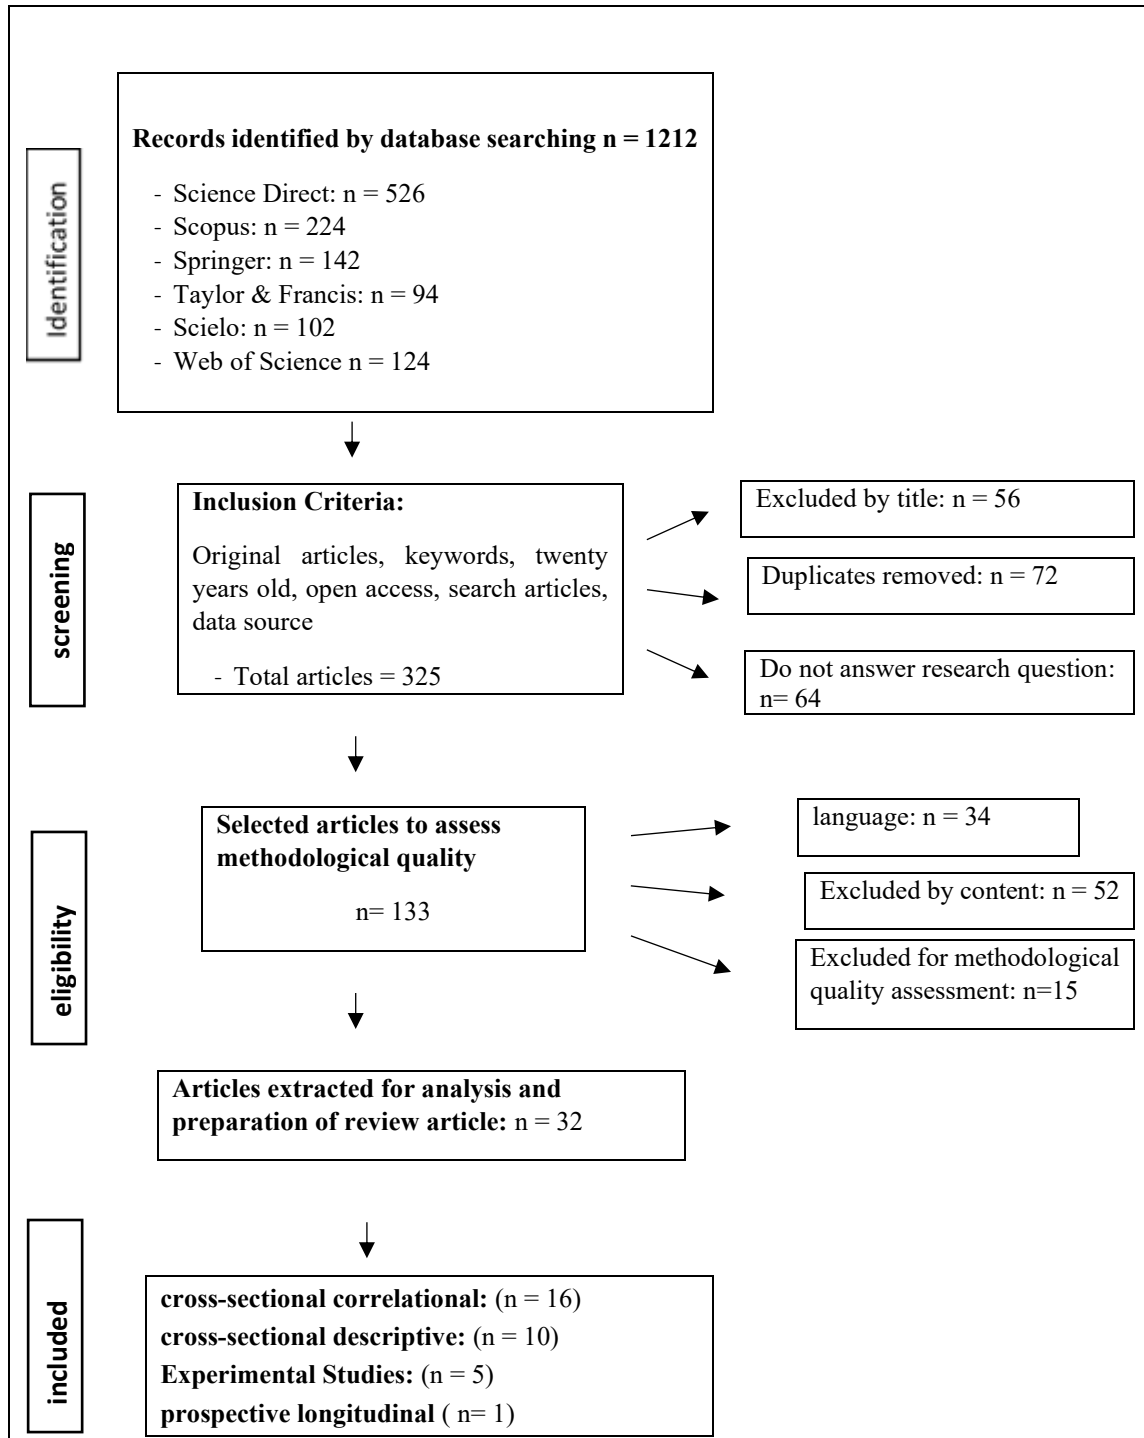 Identification
Records identified by database searching n = 1212
- Science Direct: n = 526
- Scopus: n = 224
- Springer: n = 142
- Taylor & Francis: n = 94
- Scielo: n = 102
- Web of Science n = 124
screening
Inclusion Criteria:
Original articles, keywords, twenty
years old, open access, search articles,
data source
- Total articles = 325
Excluded by title: n = 56
Duplicates removed: n = 72
Do not answer research question:
n= 64
eligibility
Selected articles to assess
methodological quality
n= 133
language: n = 34
Excluded by content: n = 52
Excluded for methodological
quality assessment: n=15
Articles extracted for analysis and
preparation of review article: n = 32
included
cross-sectional correlational: (n = 16)
cross-sectional descriptive: (n = 10)
Experimental Studies: (n = 5)
prospective longitudinal ( n= 1)